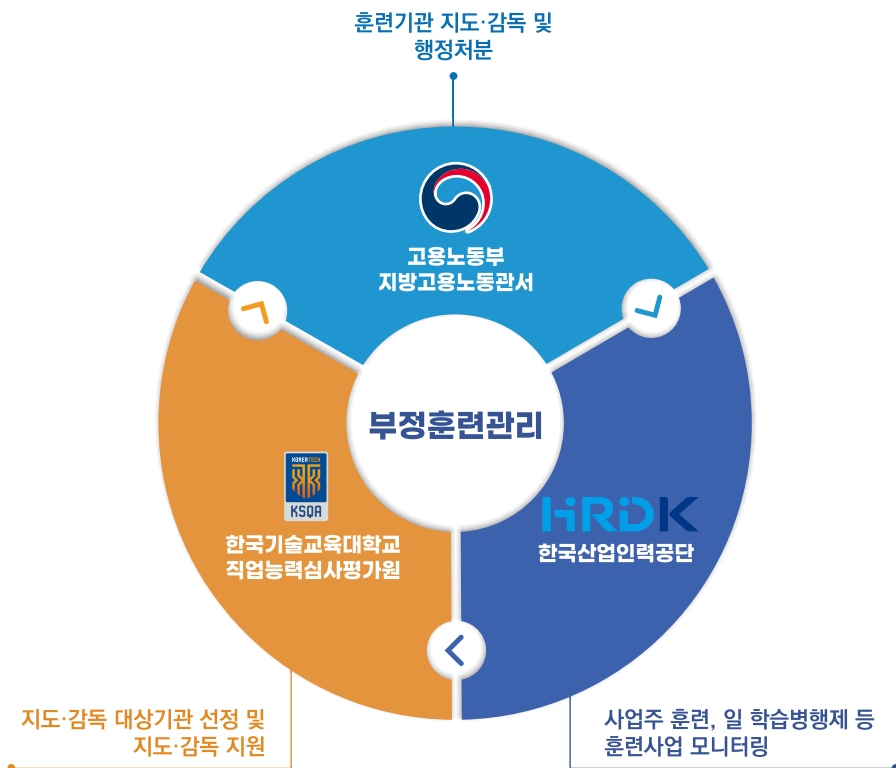 훈련기관 지도·감독 및
행정처분
고용노동부
지방고용노동관서
부정훈련관리
KOREATECH
KSQA
한국기술교육대학교
직업능력심사평가원
HRDK
한국산업인력공단
지도·감독 대상기관 선정 및
지도·감독 지원
사업주 훈련, 일 학습병행제 등
훈련사업 모니터링